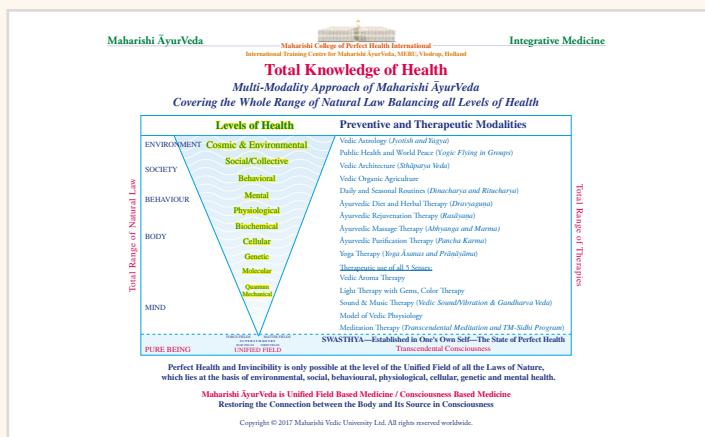 Maharishi ĀyurVeda
Integrative Medicine
Maharishi College of Perfect Health International
International Training Centre for Maharishi ĀyurVeda, MERU, Vlodrop, Holland
Total Knowledge of Health
Multi-Modality Approach of Maharishi ĀyurVeda
Covering the Whole Range of Natural Law Balancing all Levels of Health
Levels of Health
Preventive and Therapeutic Modalities
Total Range of Natural Law
ENVIRONMENT
SOCIETY
BEHAVIOUR
BODY
MIND
PURE BEING
Cosmic & Environmental
Social/Collective
Behavioral
Mental
Physiological
Biochemical
Cellular
Genetic
Molecular
Quantum
Mechanical
UNIFIED FIELD
Vedic Astrology (Jyotish and Yagya)
Public Health and World Peace (Yogic Flying in Groups)
Vedic Architecture (Sthāpatya Veda)
Vedic Organic Agriculture
Daily and Seasonal Routines (Dinacharya and Ritucharya)
Āyurvedic Diet and Herbal Therapy (Dravyaguṇa)
Āyurvedic Rejuvenation Therapy (Rasāyana)
Āyurvedic Massage Therapy (Abhyanga and Marma)
Āyurvedic Purification Therapy (Pancha Karma)
Yoga Therapy (Yoga Āsanas and Prāṇāyāma)
Therapeutic use of all 5 Senses:
Vedic Aroma Therapy
Light Therapy with Gems, Color Therapy
Sound & Music Therapy (Vedic Sound/Vibration & Gandharva Veda)
Model of Vedic Phsyiology
Meditation Therapy (Transcendental Meditation and TM-Sidhi Program)
SWASTHYA—Established in One's Own Self—The State of Perfect Health
Transcendental Consciousness
Total Range of Therapies
Perfect Health and Invincibility is only possible at the level of the Unified Field of all the Laws of Nature,
which lies at the basis of environmental, social, behavioural, physiological, cellular, genetic and mental health.
Maharishi ĀyurVeda is Unified Field Based Medicine / Consciousness Based Medicine
Restoring the Connection between the Body and Its Source in Consciousness
Copyright © 2017 Maharishi Vedic University Ltd. All rights reserved worldwide.